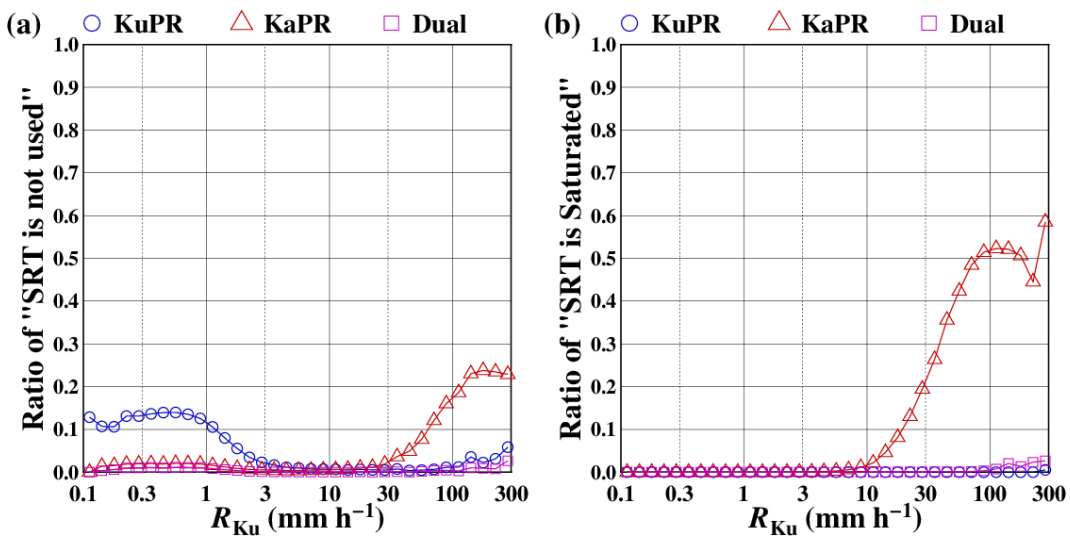 (a) KuPR KaPR Dual
Ratio of "SRT is not used"
1.0
0.9
0.8
0.7
0.6
0.5
0.4
0.3
0.2
0.1
0.0
0.1 0.3 1 3 10 30 100 300
R_Ku (mm h⁻¹)
(b) KuPR KaPR Dual
Ratio of "SRT is Saturated"
1.0
0.9
0.8
0.7
0.6
0.5
0.4
0.3
0.2
0.1
0.0
0.1 0.3 1 3 10 30 100 300
R_Ku (mm h⁻¹)